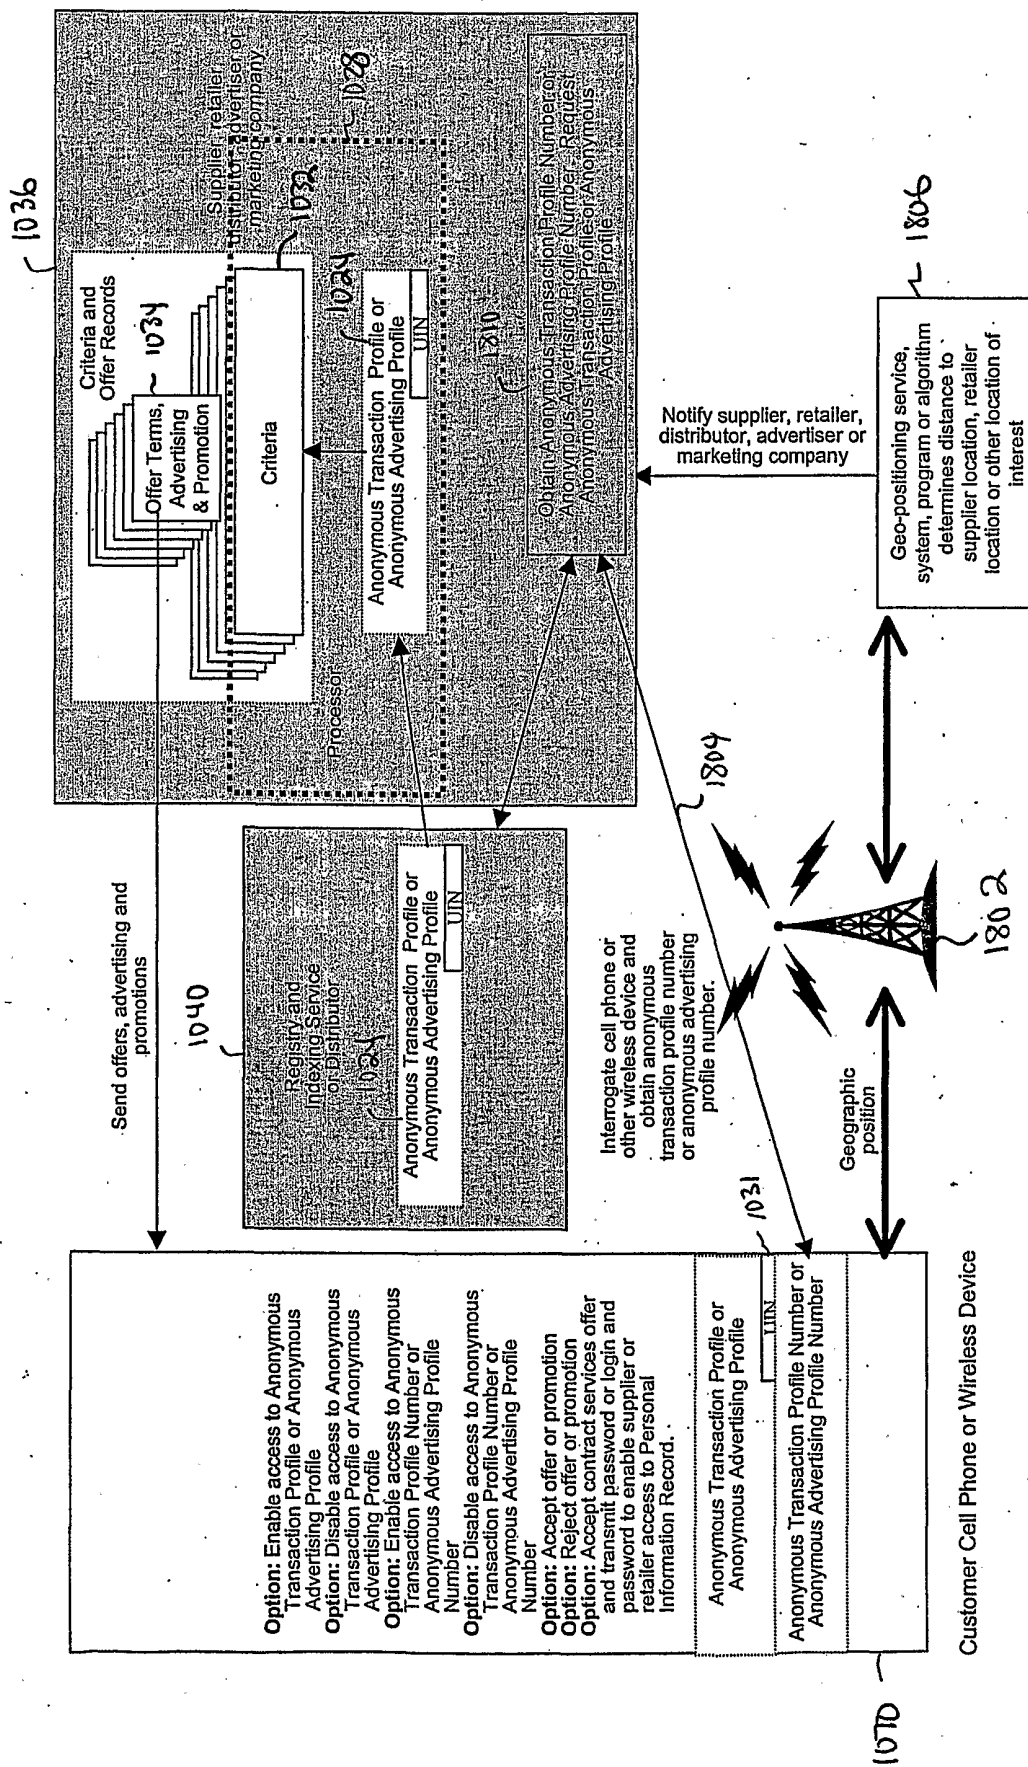 1036
Supplier, retailer,
distributor, advertiser or
marketing company
1028
Criteria and
Offer Records
1034
Offer Terms,
Advertising
& Promotion
1032
Criteria
Processor
1024
Anonymous Transaction Profile or
Anonymous Advertising Profile
UIN
1810
Obtain Anonymous Transaction Profile Number or
Anonymous Advertising Profile Number - Request
Anonymous Transaction Profile or Anonymous
Advertising Profile
Send offers, advertising and
promotions
1040
Registry and
Indexing Service
or Distributor
1024
Anonymous Transaction Profile or
Anonymous Advertising Profile
UIN
Notify supplier, retailer,
distributor, advertiser or
marketing company
1806
Geo-positioning service,
system, program or algorithm
determines distance to
supplier location, retailer
location or other location of
interest
1804
Interrogate cell phone or
other wireless device and
obtain anonymous
transaction profile number
or anonymous advertising
profile number.
1802
Geographic
position
Option: Enable access to Anonymous
Transaction Profile or Anonymous
Advertising Profile
Option: Disable access to Anonymous
Transaction Profile or Anonymous
Advertising Profile
Option: Enable access to Anonymous
Transaction Profile Number or
Anonymous Advertising Profile
Number
Option: Disable access to Anonymous
Transaction Profile Number or
Anonymous Advertising Profile
Number
Option: Accept offer or promotion
Option: Reject offer or promotion
Option: Accept contract services offer
and transmit password or login and
password to enable supplier or
retailer access to Personal
Information Record.
1031
Anonymous Transaction Profile or
Anonymous Advertising Profile
UIN
Anonymous Transaction Profile Number or
Anonymous Advertising Profile Number
1070
Customer Cell Phone or Wireless Device